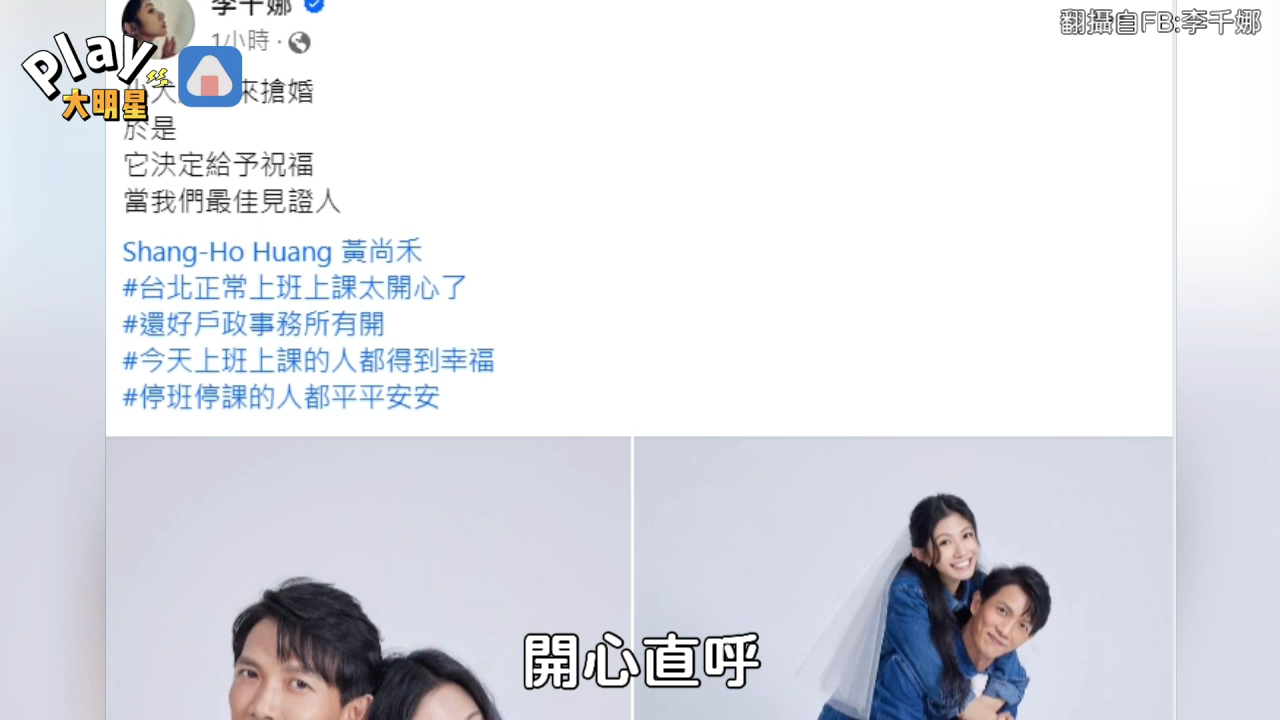 李千娜
翻攝自FB:李千娜
1小時
Play
大明星
來搶婚
於是
它決定給予祝福
當我們最佳見證人
Shang-Ho Huang 黃尚禾
#台北正常上班上課太開心了
#還好戶政事務所有開
#今天上班上課的人都得到幸福
#停班停課的人都平平安安
開心直呼